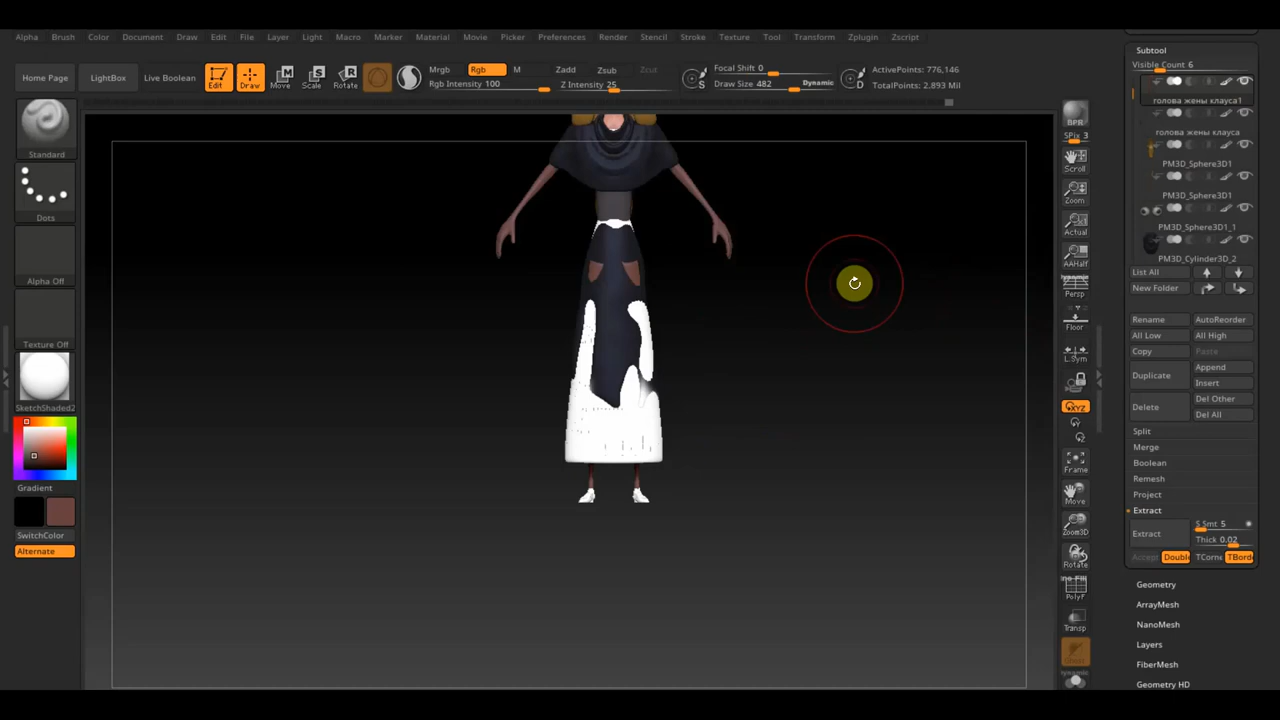 Alpha Brush Color Document Draw Edit File Layer Light Macro Marker Material Movie Picker Preferences Render Stencil Stroke Texture Tool Transform Zplugin Zscript
Home Page LightBox Live Boolean Edit Draw Move Scale Rotate
Mrgb Rgb M Zadd Zsub Zcut
Rgb Intensity 100 Z Intensity 25
Focal Shift 0
Draw Size 482 Dynamic
ActivePoints: 776,146
TotalPoints: 2.893 Mil
Standard
Dots
Alpha Off
Texture Off
SketchShaded2
Gradient
SwitchColor
Alternate
BPR
SPix 3
Scroll
Zoom
Actual
AAHalf
Dynamic
Persp
Floor
L.Sym
XYZ
Frame
Move
Zoom3D
Rotate
PolyF
Transp
Subtool
Visible Count 6
голова жены клауса1
голова жены клауса
PM3D_Sphere3D1
PM3D_Sphere3D1
PM3D_Sphere3D1_1
PM3D_Cylinder3D_2
List All
New Folder
Rename AutoReorder
All Low All High
Copy Paste
Duplicate Append
Insert
Delete Del Other
Del All
Split
Merge
Boolean
Remesh
Project
Extract
Extract S Smt 5
Thick 0.02
Accept Double TCorne TBorde
Geometry
ArrayMesh
NanoMesh
Layers
FiberMesh
Geometry HD